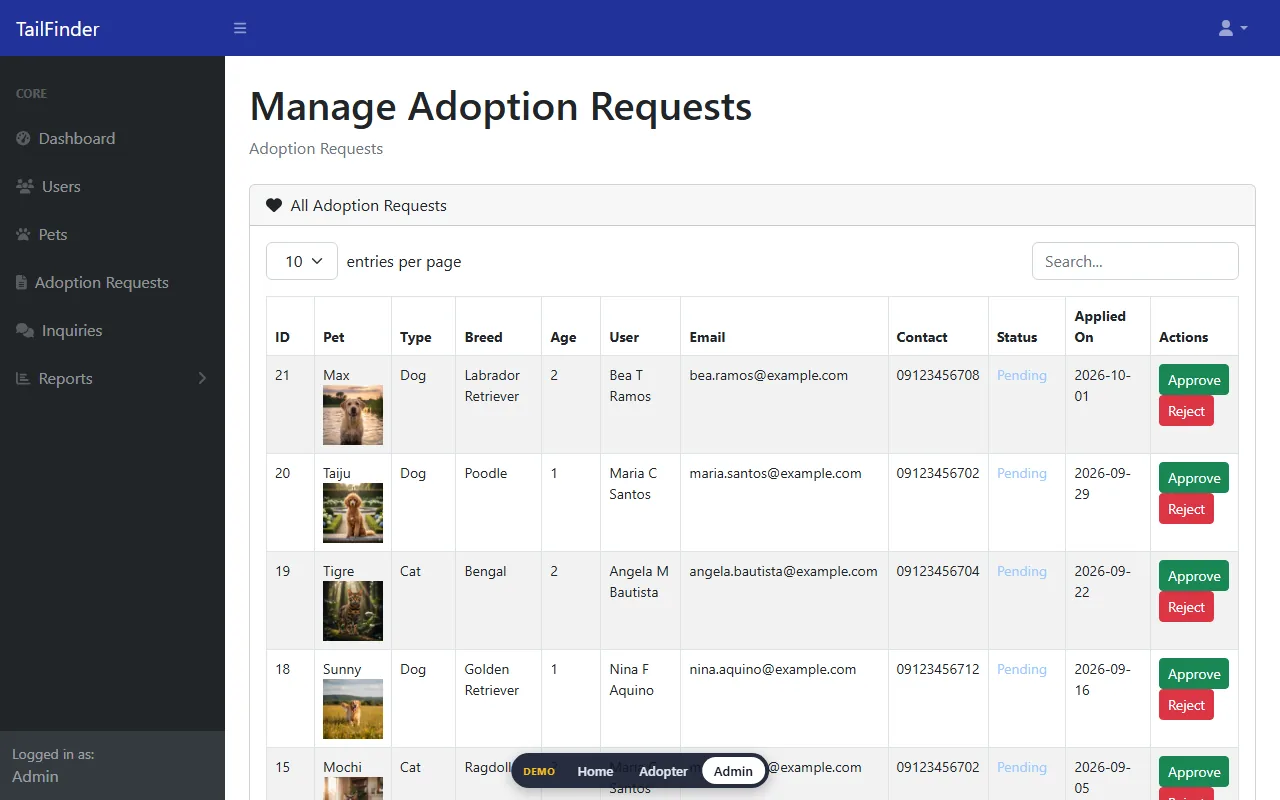 TailFinder
CORE
Dashboard
Users
Pets
Adoption Requests
Inquiries
Reports
Logged in as:
Admin
Manage Adoption Requests
Adoption Requests
All Adoption Requests
10 entries per page
Search...
ID Pet Type Breed Age User Email Contact Status Applied On Actions
21 Max Dog Labrador Retriever 2 Bea T Ramos bea.ramos@example.com 09123456708 Pending 2026-10-01 Approve Reject
20 Taiju Dog Poodle 1 Maria C Santos maria.santos@example.com 09123456702 Pending 2026-09-29 Approve Reject
19 Tigre Cat Bengal 2 Angela M Bautista angela.bautista@example.com 09123456704 Pending 2026-09-22 Approve Reject
18 Sunny Dog Golden Retriever 1 Nina F Aquino nina.aquino@example.com 09123456712 Pending 2026-09-16 Approve Reject
15 Mochi Cat Ragdoll Santos @example.com 09123456702 Pending 2026-09-05 Approve
DEMO Home Adopter Admin